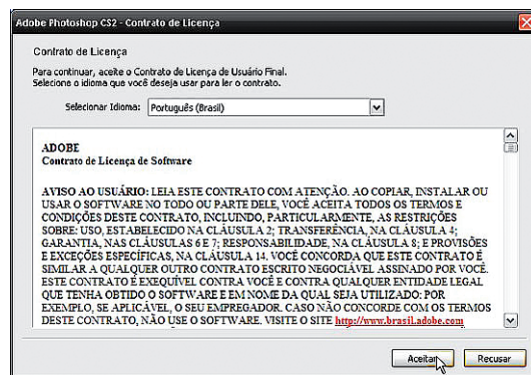 Adobe Photoshop CS2 - Contrato de Licença
Contrato de Licença
Para continuar, aceite o Contrato de Licença de Usuário Final.
Selecione o idioma que você deseja usar para ler o contrato.
Selecionar Idioma: Português (Brasil)
ADOBE
Contrato de Licença de Software
AVISO AO USUÁRIO: LEIA ESTE CONTRATO COM ATENÇÃO. AO COPIAR, INSTALAR OU
USAR O SOFTWARE NO TODO OU PARTE DELE, VOCÊ ACEITA TODOS OS TERMOS E
CONDIÇÕES DESTE CONTRATO, INCLUINDO, PARTICULARMENTE, AS RESTRIÇÕES
SOBRE: USO, ESTABELECIDO NA CLÁUSULA 2; TRANSFERÊNCIA, NA CLÁUSULA 4;
GARANTIA, NAS CLÁUSULAS 6 E 7; RESPONSABILIDADE, NA CLÁUSULA 8; E PROVISÕES
E EXCEÇÕES ESPECÍFICAS, NA CLÁUSULA 14. VOCÊ CONCORDA QUE ESTE CONTRATO É
SIMILAR A QUALQUER OUTRO CONTRATO ESCRITO NEGOCIÁVEL ASSINADO POR VOCÊ.
ESTE CONTRATO É EXEQUÍVEL CONTRA VOCÊ E CONTRA QUALQUER ENTIDADE LEGAL
QUE TENHA OBTIDO O SOFTWARE E EM NOME DA QUAL SEJA UTILIZADO: POR
EXEMPLO, SE APLICÁVEL, O SEU EMPREGADOR. CASO NÃO CONCORDE COM OS TERMOS
DESTE CONTRATO, NÃO USE O SOFTWARE. VISITE O SITE http://www.brasil.adobe.com
Aceitar Recusar